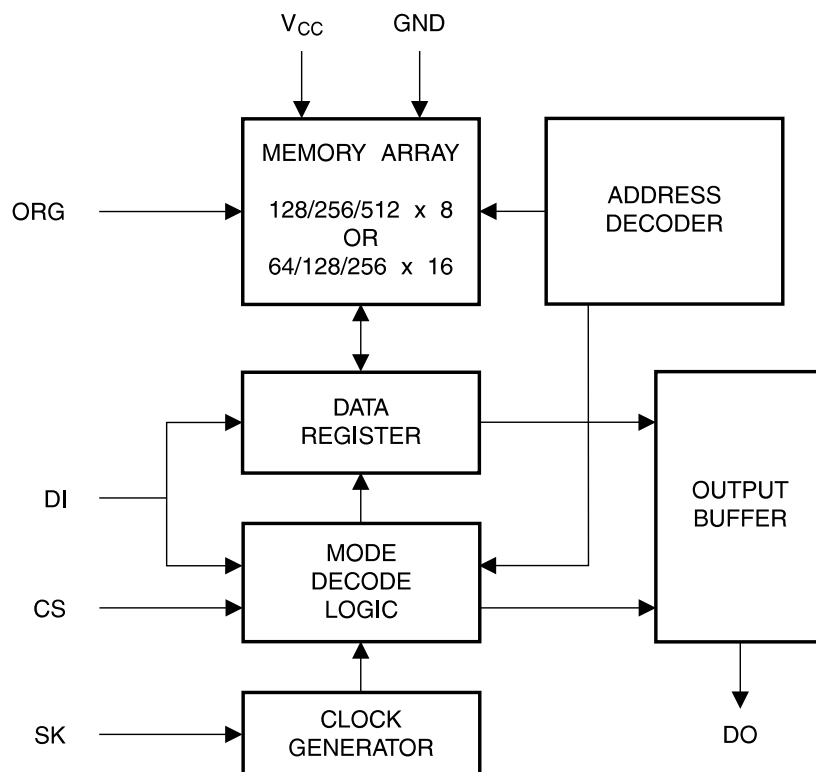 VCC
GND
MEMORY ARRAY
128/256/512 x 8
OR
64/128/256 x 16
ADDRESS
DECODER
ORG
DATA
REGISTER
DI
OUTPUT
BUFFER
MODE
DECODE
LOGIC
CS
CLOCK
GENERATOR
SK
DO